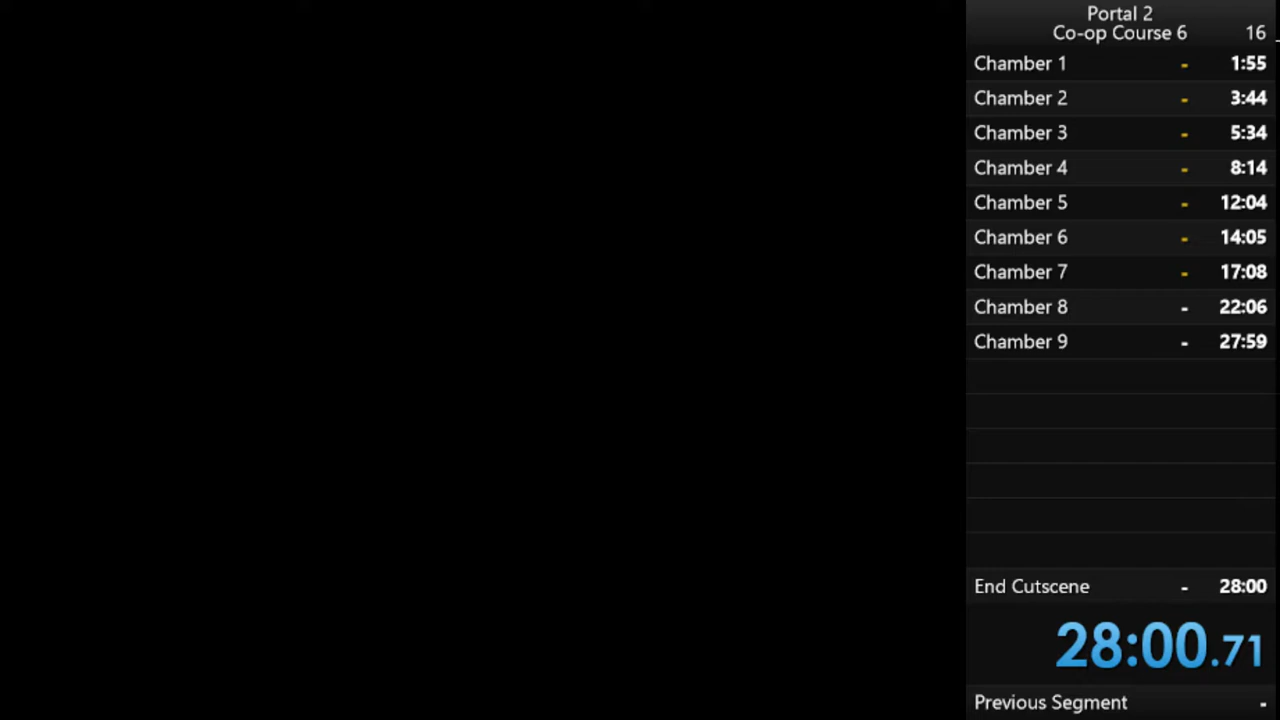 Portal 2
Co-op Course 6 16
Chamber 1 - 1:55
Chamber 2 - 3:44
Chamber 3 - 5:34
Chamber 4 - 8:14
Chamber 5 - 12:04
Chamber 6 - 14:05
Chamber 7 - 17:08
Chamber 8 - 22:06
Chamber 9 - 27:59
End Cutscene - 28:00
28:00.71
Previous Segment -